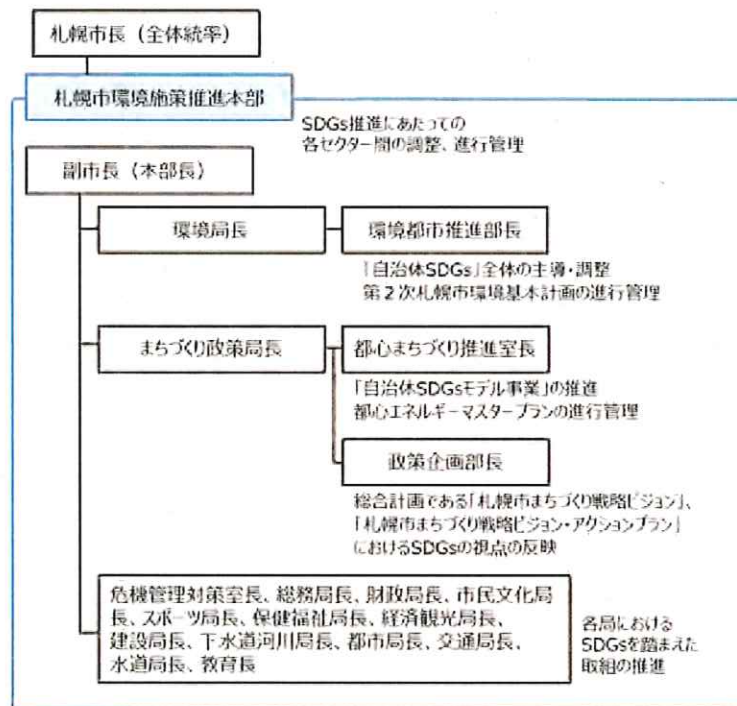 札幌市長（全体統率）
札幌市環境施策推進本部
SDGs推進にあたっての
各セクター間の調整、進行管理
副市長（本部長）
環境局長
環境都市推進部長
「自治体SDGs」全体の主導・調整
第２次札幌市環境基本計画の進行管理
まちづくり政策局長
都心まちづくり推進室長
「自治体SDGsモデル事業」の推進
都心エネルギーマスタープランの進行管理
政策企画部長
総合計画である「札幌市まちづくり戦略ビジョン」、
「札幌市まちづくり戦略ビジョン・アクションプラン」
におけるSDGsの視点の反映
危機管理対策室長、総務局長、財政局長、市民文化局
長、スポーツ局長、保健福祉局長、経済観光局長、
建設局長、下水道河川局長、都市局長、交通局長、
水道局長、教育長
各局における
SDGsを踏まえた
取組の推進